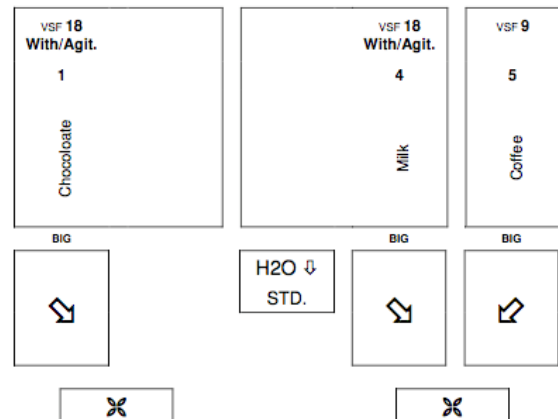 VSF 18
With/Agit.
1
Chocoloate
VSF 18
With/Agit.
4
Milk
VSF 9
5
Coffee
BIG
BIG
BIG
H2O ⇩
STD.